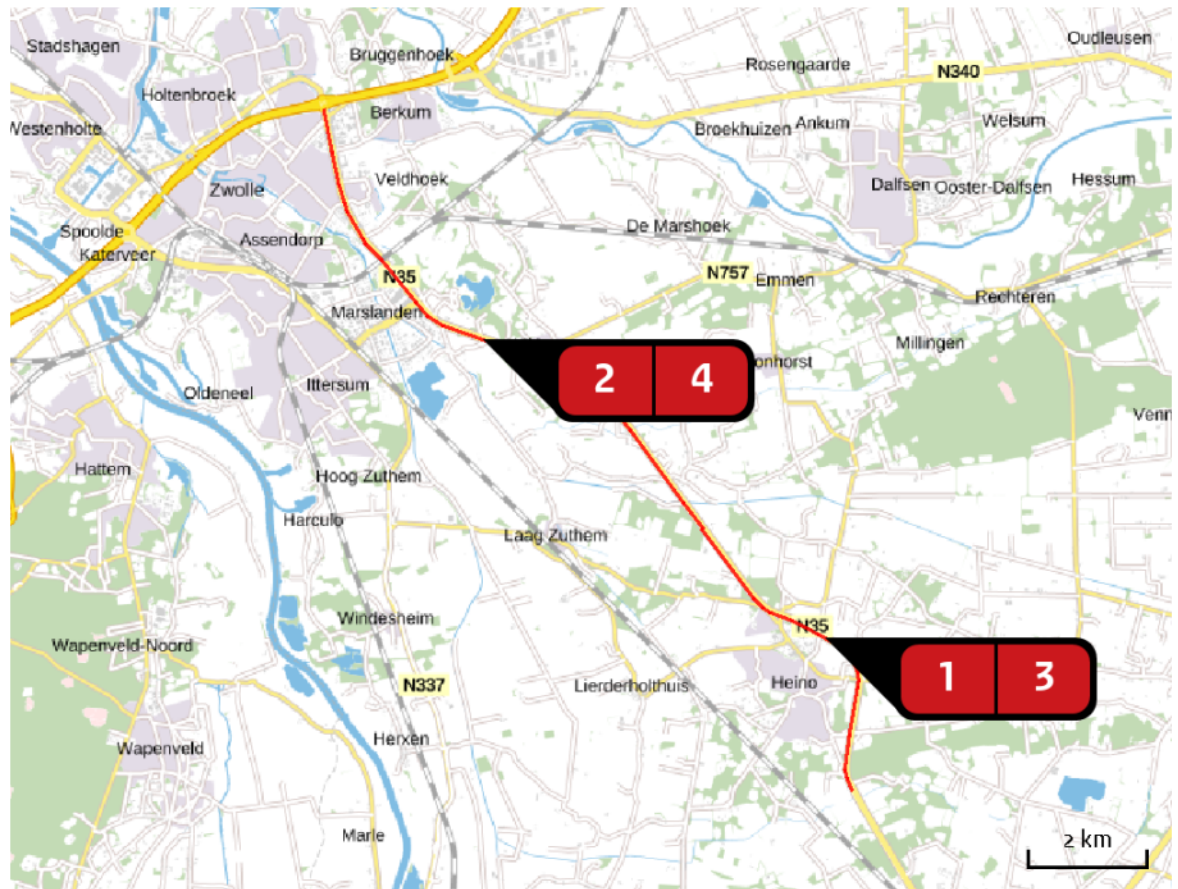 Stadshagen
Bruggenhoek
Oudleusen
Rosengaarde
N340
Holtenbroek
Berkum
Westenholte
Broekhuizen
Ankum
Welsum
Veldhoek
Zwolle
Dalfsen
Ooster-Dalfsen
Hessum
Spoolde
Assendorp
De Marshoek
Katerveer
N35
N757
Emmen
Rechteren
Marslanden
Millingen
onhorst
2
4
Ittersum
Oldeneel
Venn
Hattem
Hoog Zuthem
Harculo
Laag Zuthem
Windesheim
N35
Wapenveld-Noord
N337
Lierderholthuis
Heino
1
3
Herxen
Wapenveld
Marle
2 km